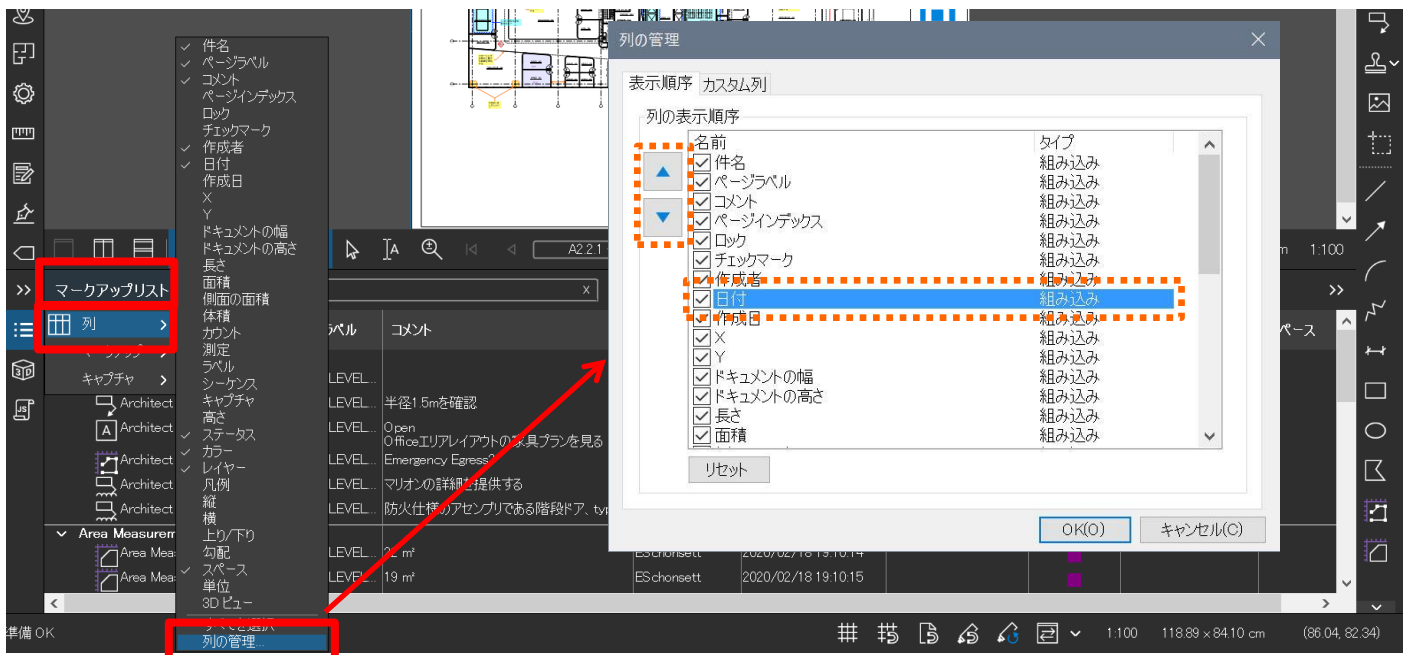 列の管理
表示順序
カスタム列
列の表示順序
名前 タイプ
件名 組み込み
ページラベル 組み込み
コメント 組み込み
ページインデックス 組み込み
ロック 組み込み
チェックマーク 組み込み
作成者 組み込み
日付 組み込み
作成日 組み込み
X 組み込み
Y 組み込み
ドキュメントの幅 組み込み
ドキュメントの高さ 組み込み
長さ 組み込み
面積 組み込み
リセット
OK(O) キャンセル(C)
件名
ページラベル
コメント
ページインデックス
ロック
チェックマーク
作成者
日付
作成日
X
Y
ドキュメントの幅
ドキュメントの高さ
長さ
面積
側面の面積
体積
カウント
測定
ラベル
シーケンス
キャプチャ
高さ
ステータス
カラー
レイヤー
凡例
縦
横
上り/下り
勾配
スペース
単位
3D ビュー
すべてを選択
列の管理...
A2.2.1
1:100
マークアップリスト
列
マークアップ
キャプチャ
コメント
LEVEL...
Architect LEVEL... 半径1.5mを確認
Architect LEVEL... Open
Officeエリアレイアウトの家具プランを見る
Architect LEVEL... Emergency Egress?
Architect LEVEL... マリオンの詳細を提供する
Architect LEVEL... 防火仕様のアセンブリである階段ドア、typ
Area Measurem
Area Mea LEVEL... 22 m² ESchonsett 2020/02/18 19:10:14
Area Mea LEVEL... 19 m² ESchonsett 2020/02/18 19:10:15
準備 OK
1:100 118.89 × 84.10 cm (86.04, 82.34)